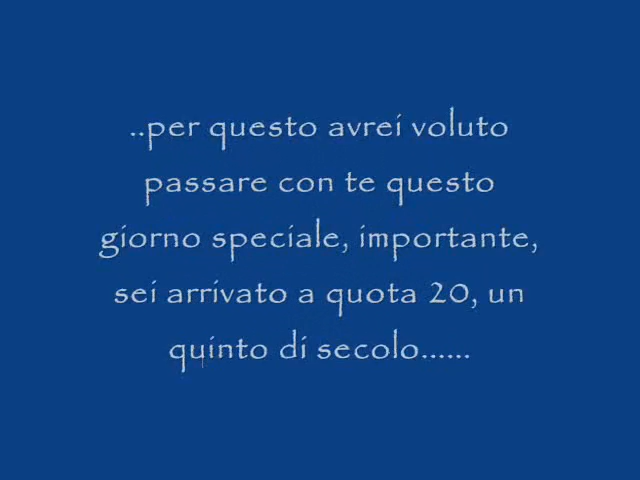 ..per questo avrei voluto
passare con te questo
giorno speciale, importante,
sei arrivato a quota 20, un
quinto di secolo......